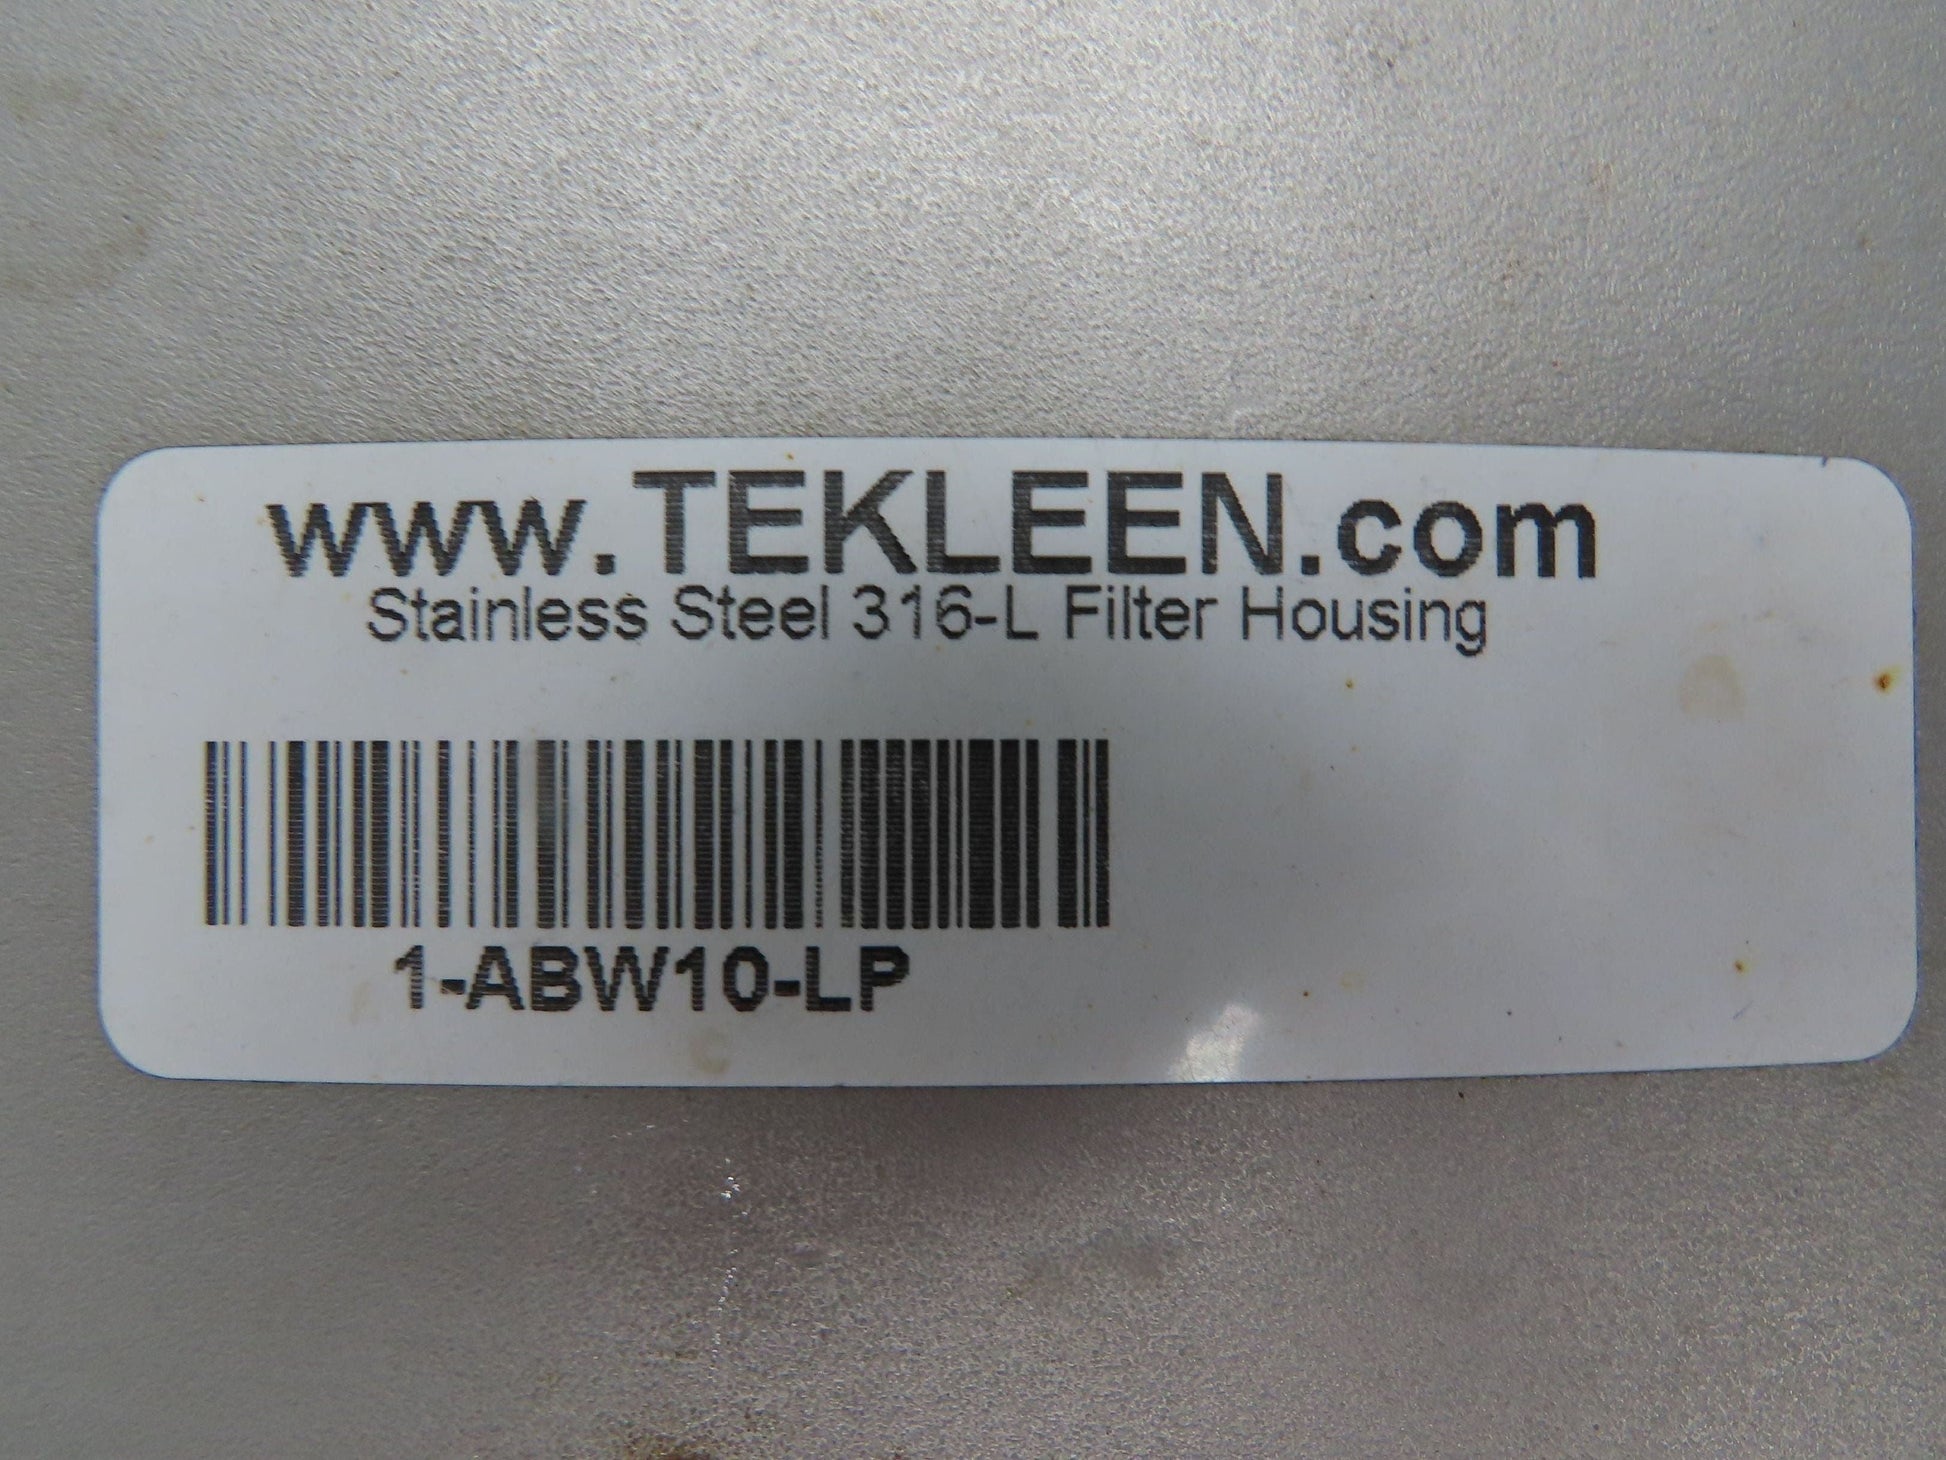 www.TEKLEEN.com
Stainless Steel 316-L Filter Housing
1-ABW10-LP